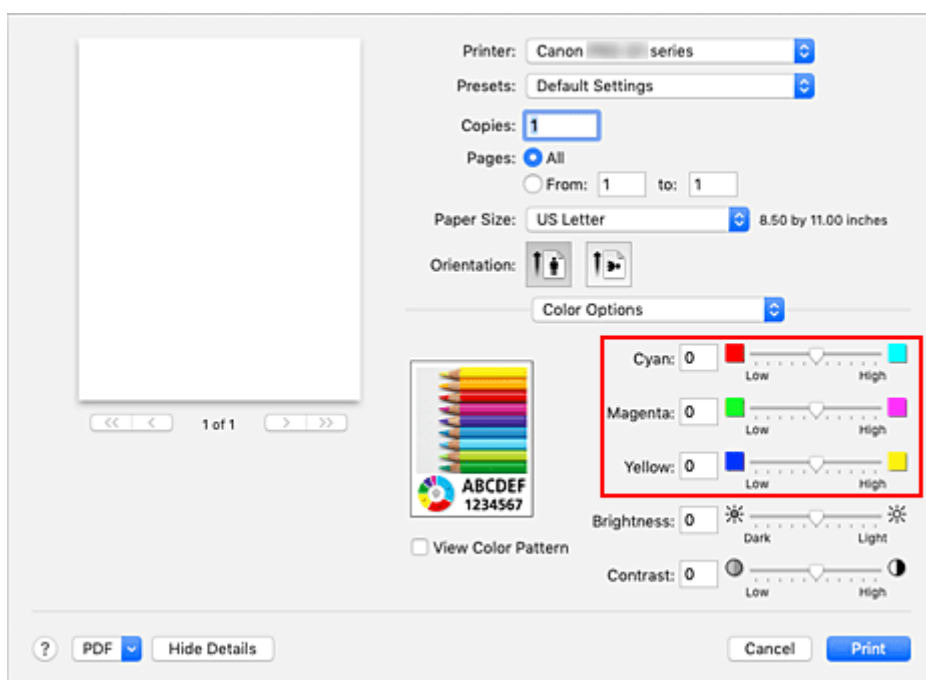 Printer: Canon series
Presets: Default Settings
Copies: 1
Pages: All
From: 1 to: 1
Paper Size: US Letter 8.50 by 11.00 inches
Orientation:
Color Options
Cyan: 0
Low High
Magenta: 0
Low High
Yellow: 0
Low High
Brightness: 0
Dark Light
Contrast: 0
Low High
<< < 1 of 1 > >>
ABCDEF
1234567
View Color Pattern
? PDF Hide Details Cancel Print